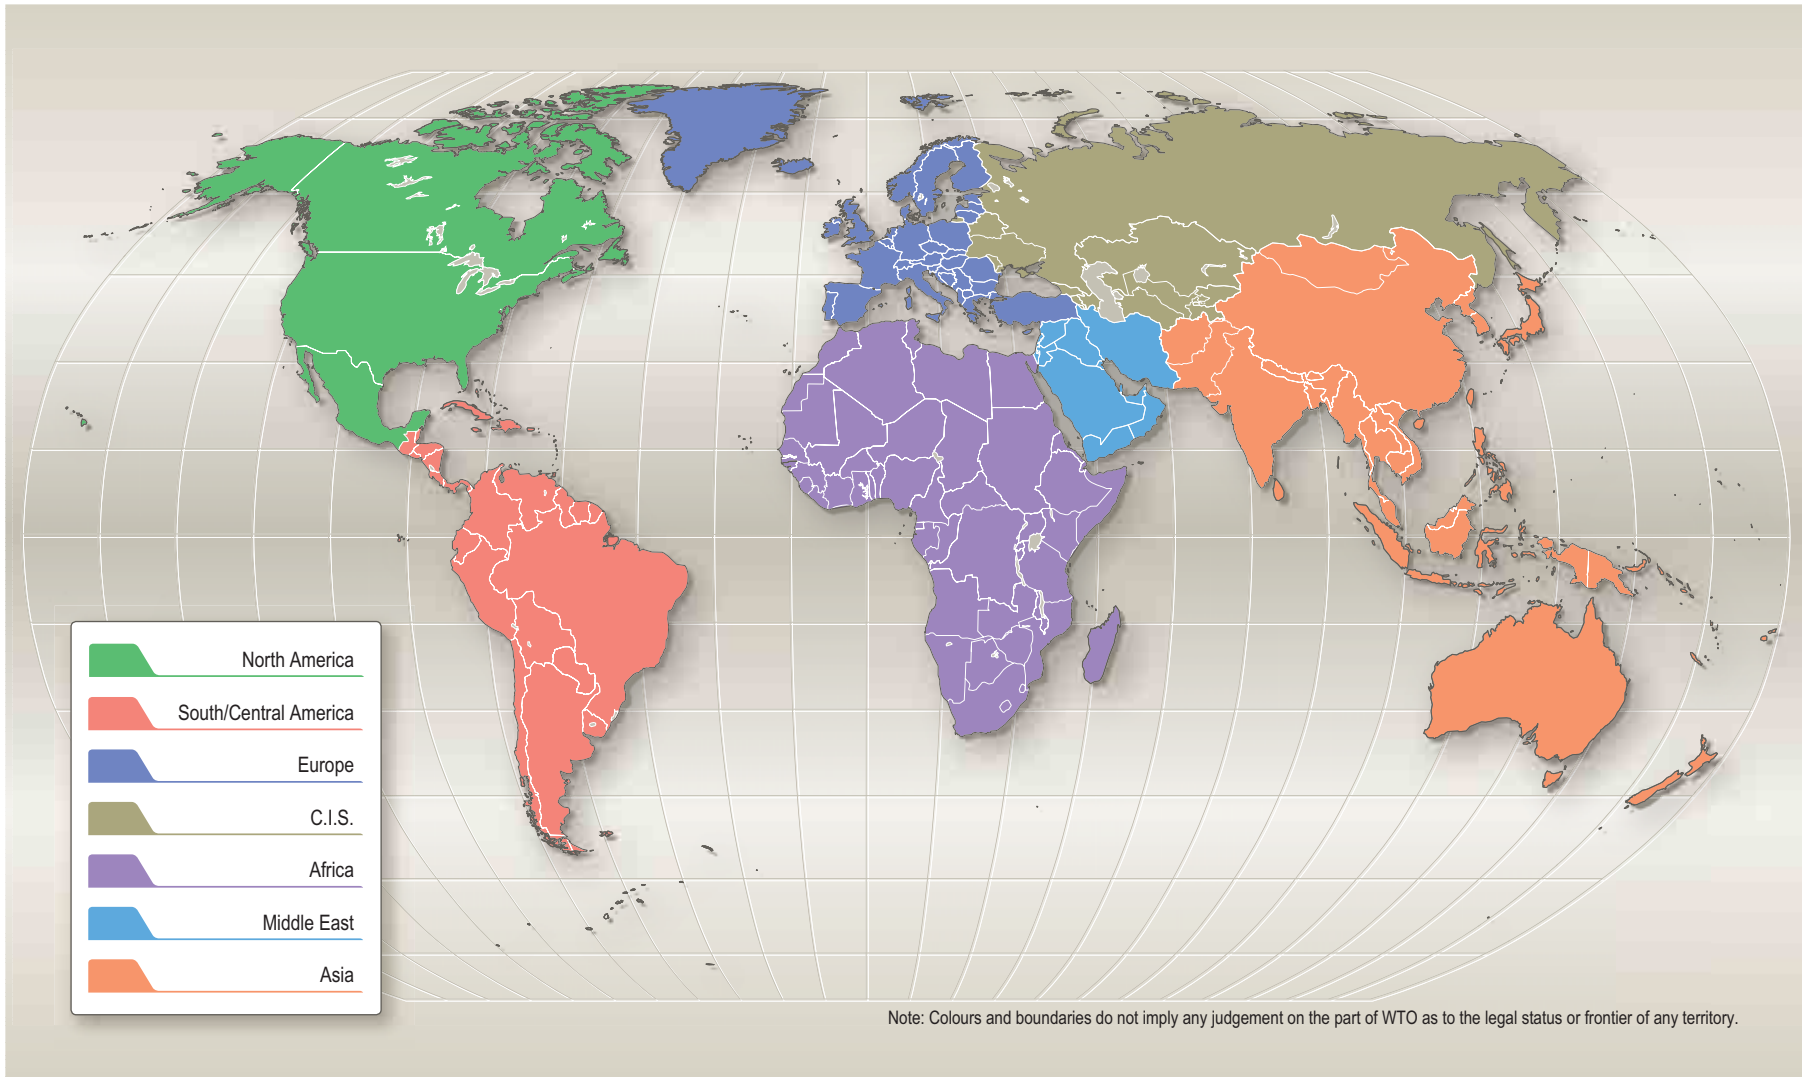 North America
South/Central America
Europe
C.I.S.
Africa
Middle East
Asia
Note: Colours and boundaries do not imply any judgement on the part of WTO as to the legal status or frontier of any territory.